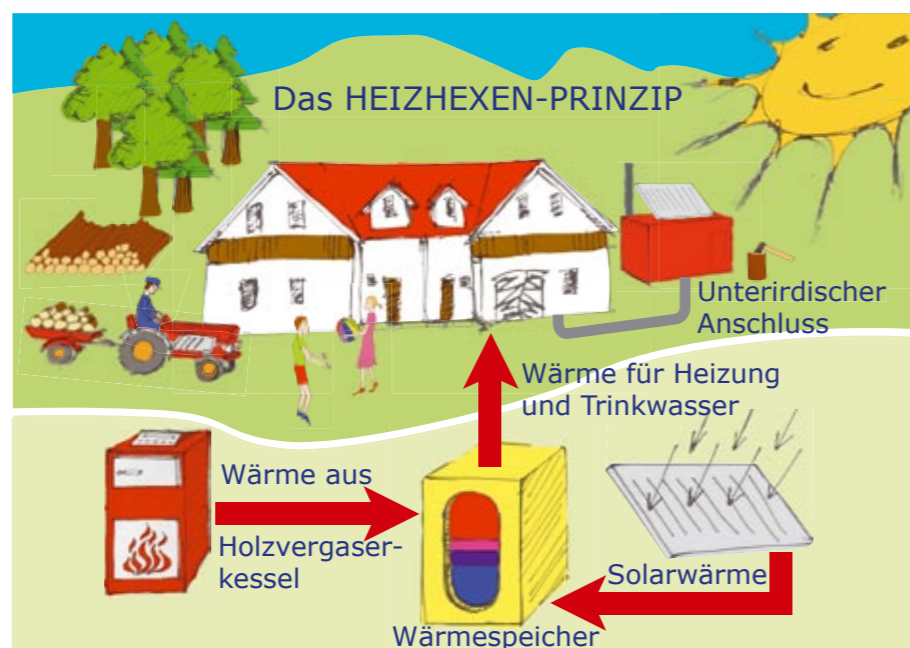 Das HEIZHEXEN-PRINZIP
Unterirdischer
Anschluss
Wärme für Heizung
und Trinkwasser
Wärme aus
Holzvergaser-
kessel
Solarwärme
Wärmespeicher